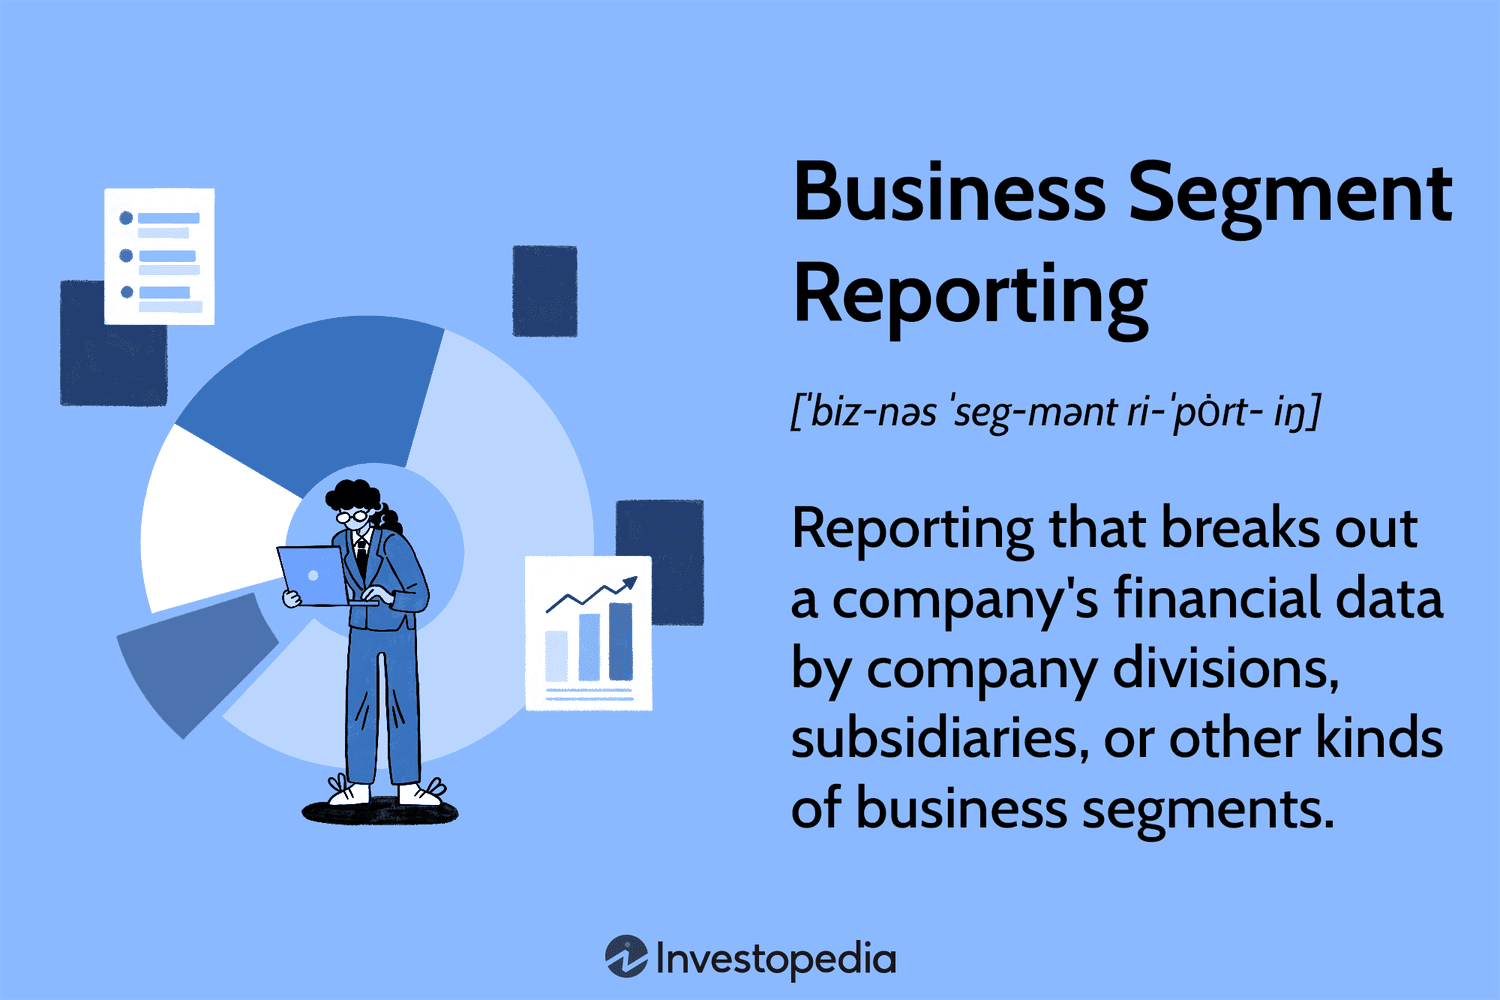 Business Segment
Reporting
[ˈbiz-nəs ˈseg-mənt ri-ˈpȯrt- iŋ]
Reporting that breaks out
a company's financial data
by company divisions,
subsidiaries, or other kinds
of business segments.
Investopedia